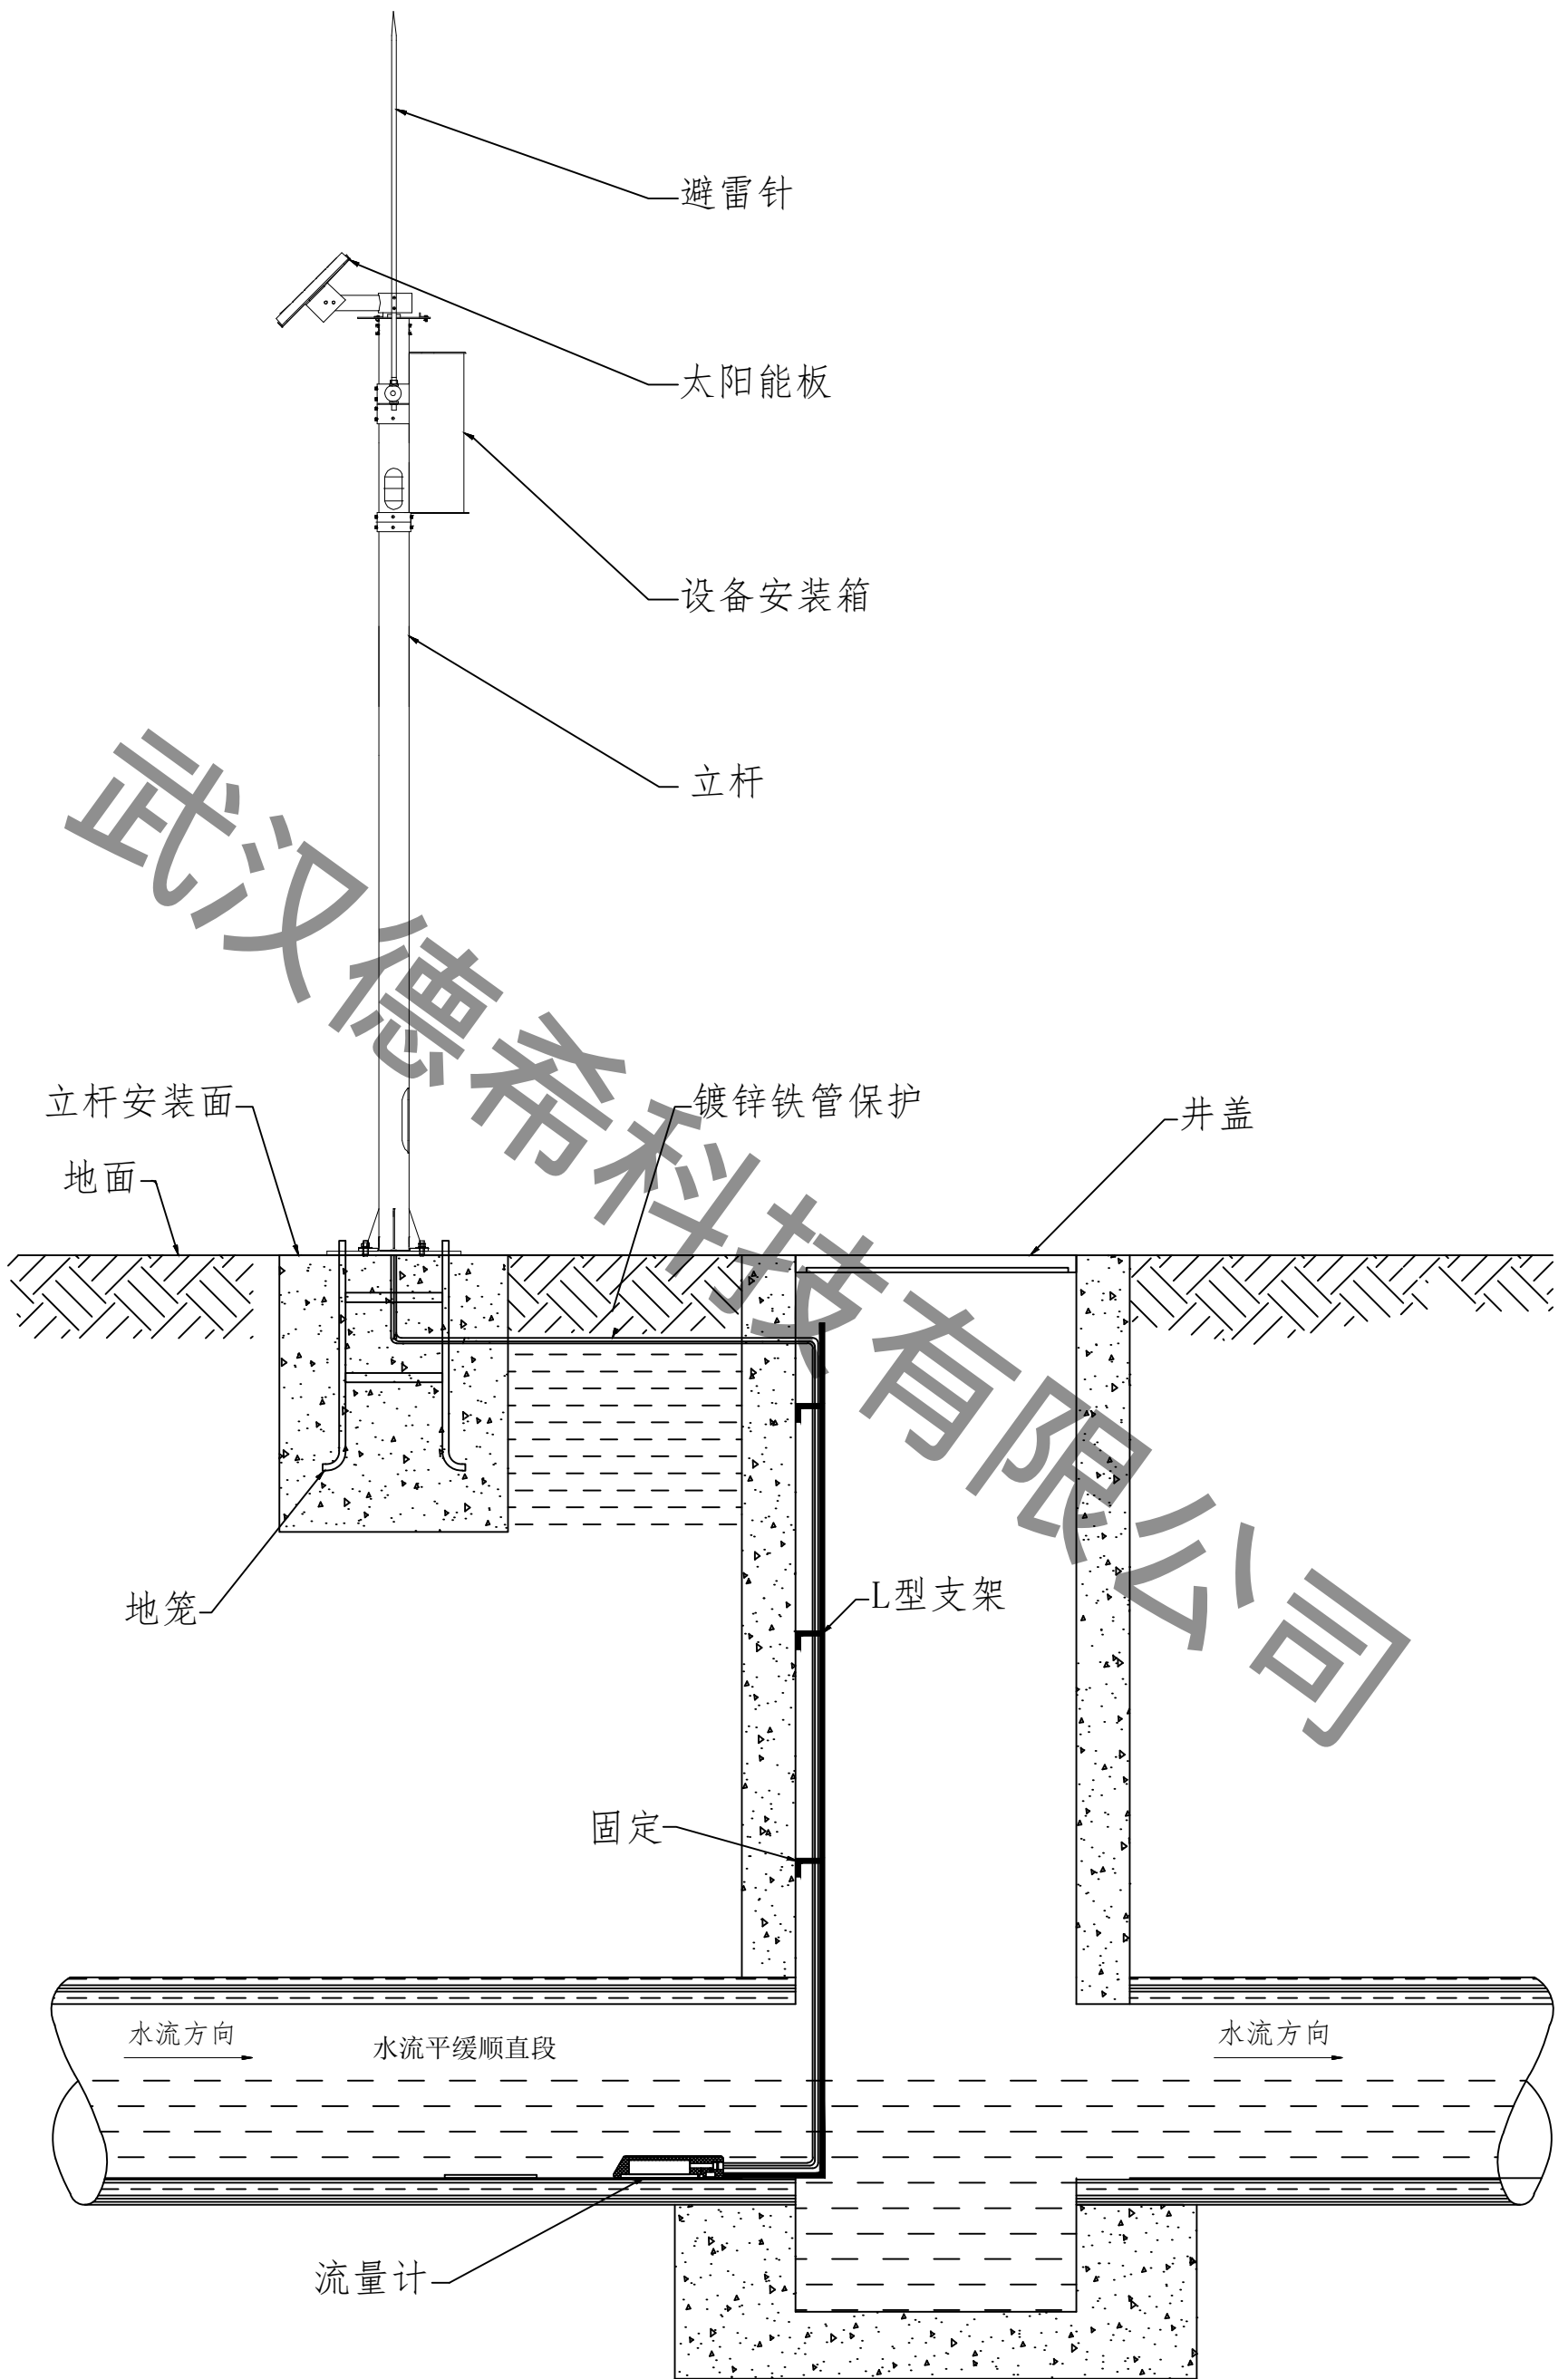 避雷针
太阳能板
设备安装箱
立杆
武汉德希科技有限公司
立杆安装面
镀锌铁管保护
井盖
地面
地笼
L型支架
固定
水流方向
水流平缓顺直段
水流方向
流量计